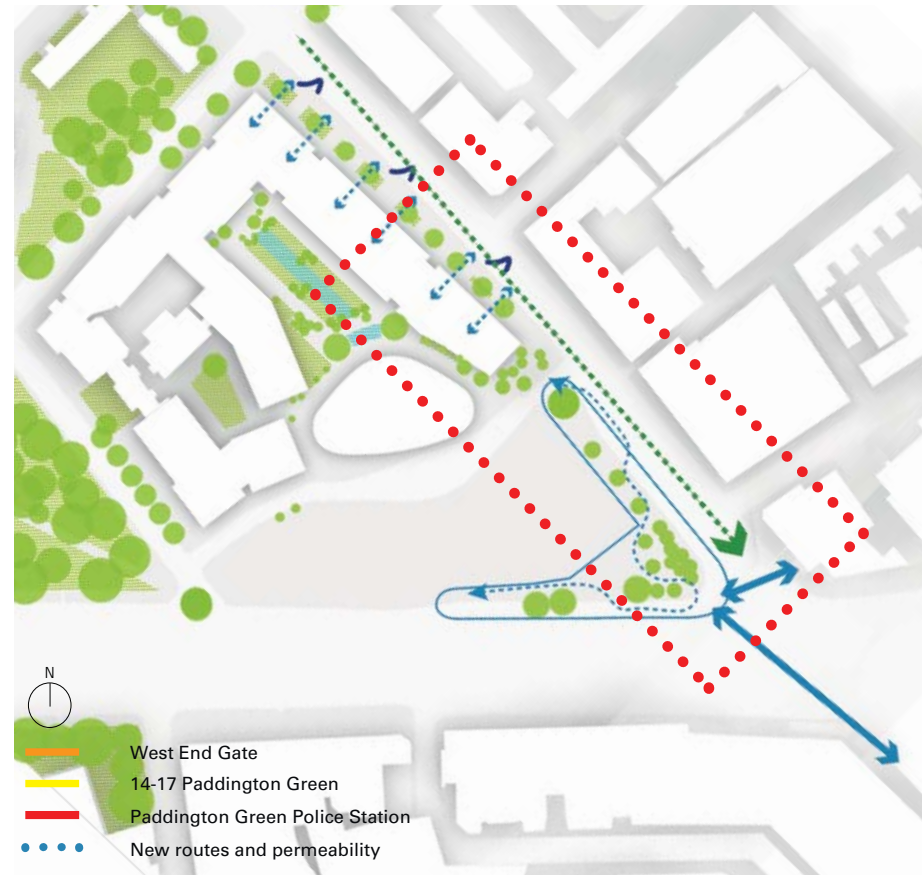 N
West End Gate
14-17 Paddington Green
Paddington Green Police Station
New routes and permeability